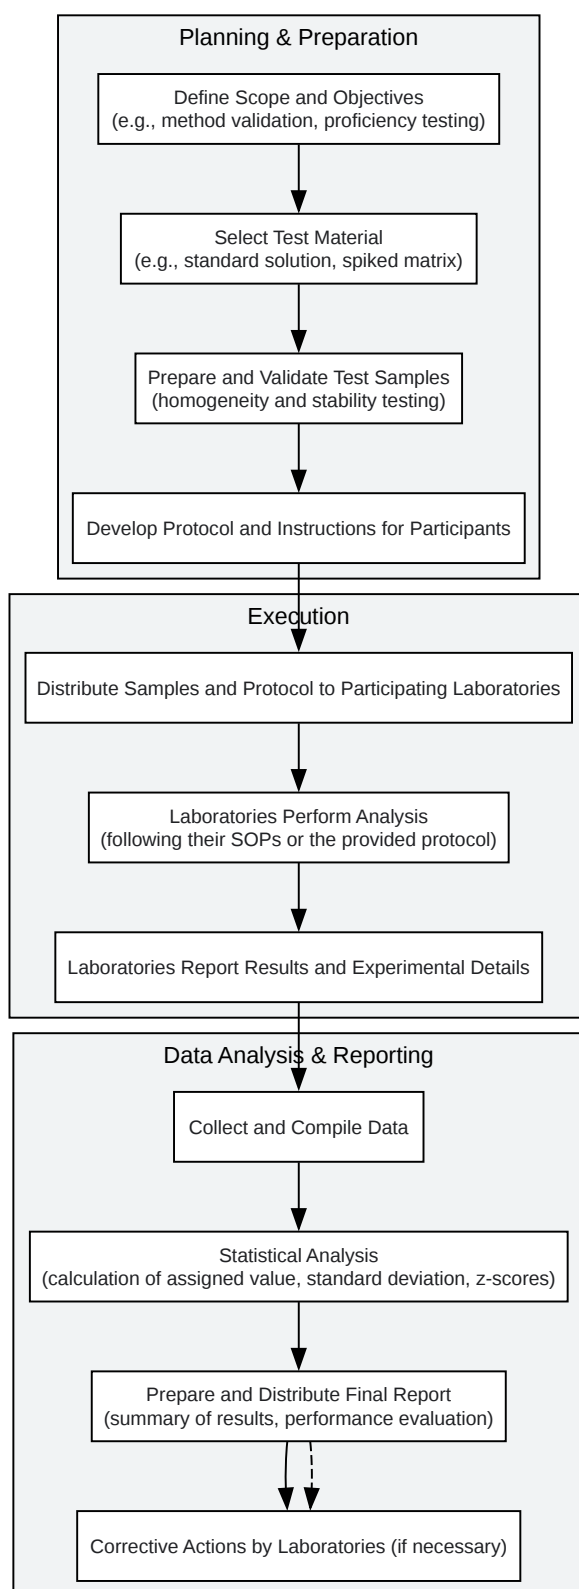 Planning & Preparation
Define Scope and Objectives
(e.g., method validation, proficiency testing)
Select Test Material
(e.g., standard solution, spiked matrix)
Prepare and Validate Test Samples
(homogeneity and stability testing)
Develop Protocol and Instructions for Participants
Execution
Distribute Samples and Protocol to Participating Laboratories
Laboratories Perform Analysis
(following their SOPs or the provided protocol)
Laboratories Report Results and Experimental Details
Data Analysis & Reporting
Collect and Compile Data
Statistical Analysis
(calculation of assigned value, standard deviation, z-scores)
Prepare and Distribute Final Report
(summary of results, performance evaluation)
Corrective Actions by Laboratories (if necessary)